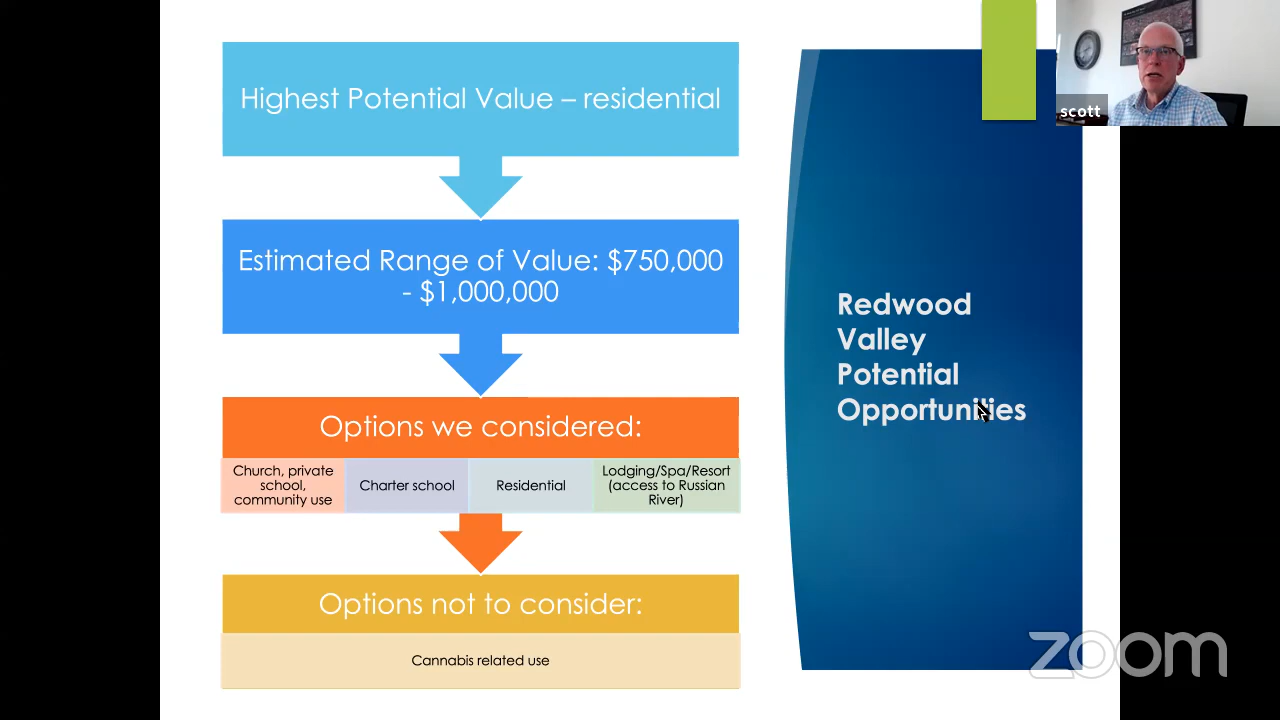 Highest Potential Value – residential
Estimated Range of Value: $750,000
- $1,000,000
Options we considered:
Church, private
school,
community use
Charter school
Residential
Lodging/Spa/Resort
(access to Russian
River)
Options not to consider:
Cannabis related use
Redwood
Valley
Potential
Opportunities
scott
zoom